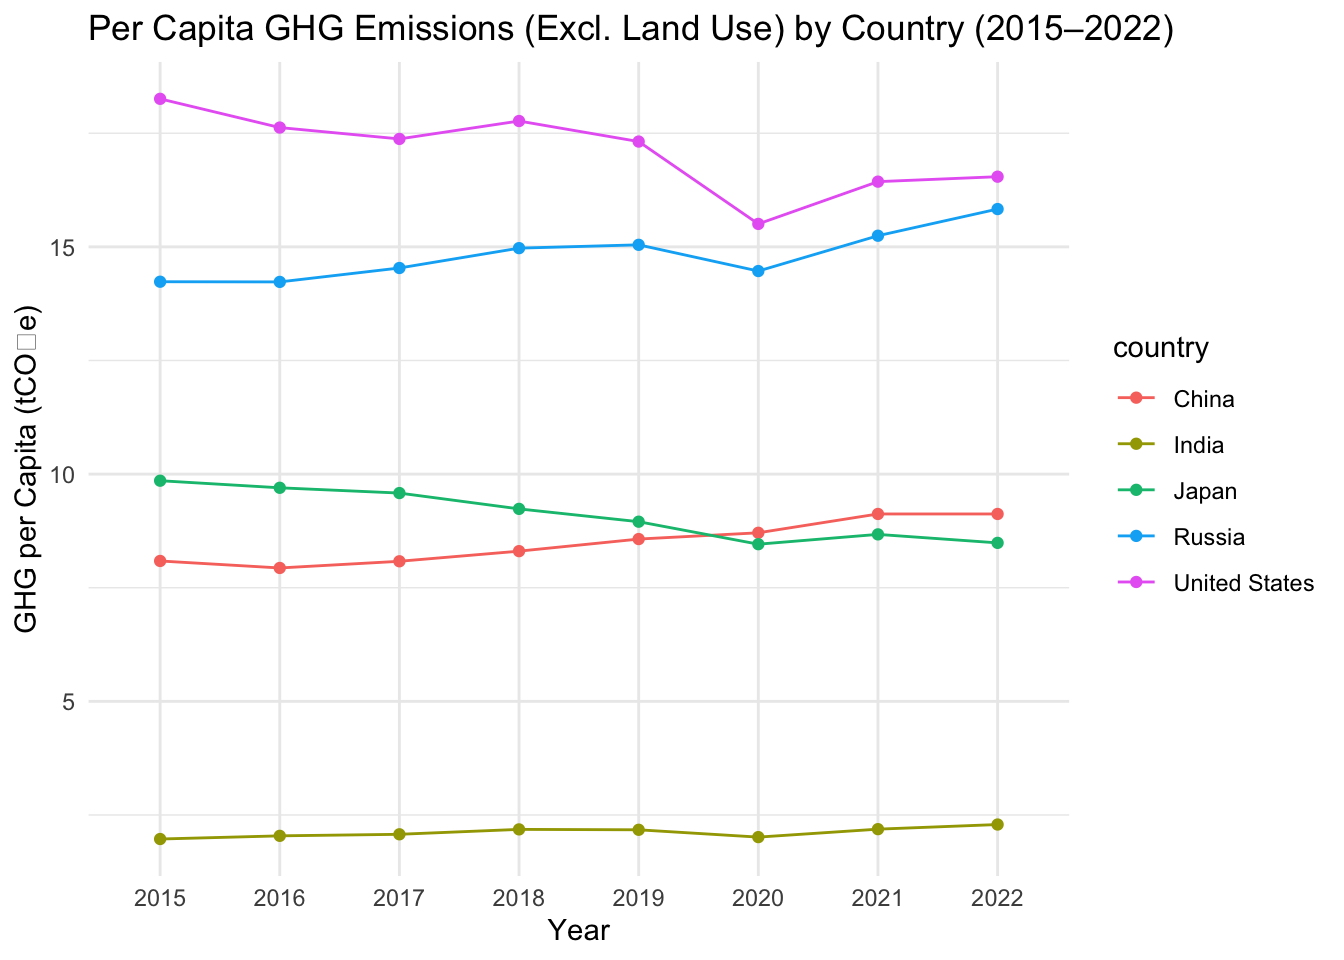 Per Capita GHG Emissions (Excl. Land Use) by Country (2015–2022)
GHG per Capita (tCO□e)
15
10
5
2015 2016 2017 2018 2019 2020 2021 2022
Year
country
China
India
Japan
Russia
United States